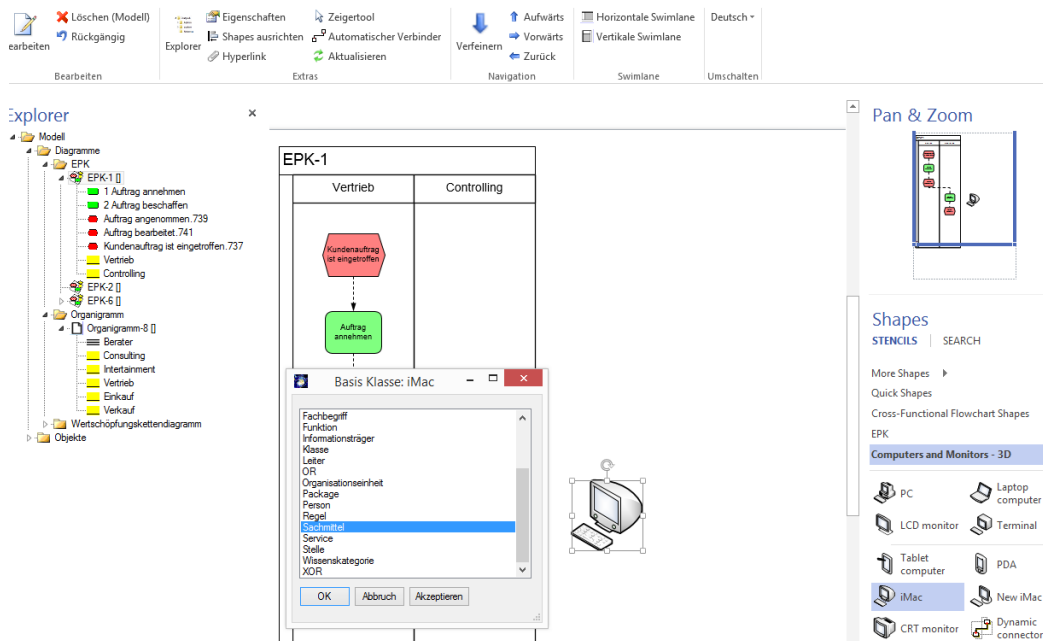 Löschen (Modell)
Rückgängig
earbeiten
Bearbeiten
Explorer
Eigenschaften
Shapes ausrichten
Hyperlink
Zeigertool
Automatischer Verbinder
Aktualisieren
Extras
Verfeinern
Aufwärts
Vorwärts
Zurück
Navigation
Horizontale Swimlane
Vertikale Swimlane
Swimlane
Deutsch
Umschalten
Explorer
Modell
Diagramme
EPK
EPK-1 []
1 Auftrag annehmen
2 Auftrag beschaffen
Auftrag angenommen.739
Auftrag bearbeitet.741
Kundenauftrag ist eingetroffen.737
Vertrieb
Controlling
EPK-2 []
EPK-6 []
Organigramm
Organigramm-8 []
Berater
Consulting
Intertainment
Vertrieb
Einkauf
Verkauf
Wertschöpfungskettendiagramm
Objekte
EPK-1
Vertrieb
Controlling
Kundenauftrag
ist eingetroffen
Auftrag
annehmen
Basis Klasse: iMac
Fachbegriff
Funktion
Informationsträger
Klasse
Leiter
OR
Organisationseinheit
Package
Person
Regel
Sachmittel
Service
Stelle
Wissenskategorie
XOR
OK
Abbruch
Akzeptieren
Pan & Zoom
Shapes
STENCILS
SEARCH
More Shapes
Quick Shapes
Cross-Functional Flowchart Shapes
EPK
Computers and Monitors - 3D
PC
Laptop
computer
LCD monitor
Terminal
Tablet
computer
PDA
iMac
New iMac
CRT monitor
Dynamic
connector